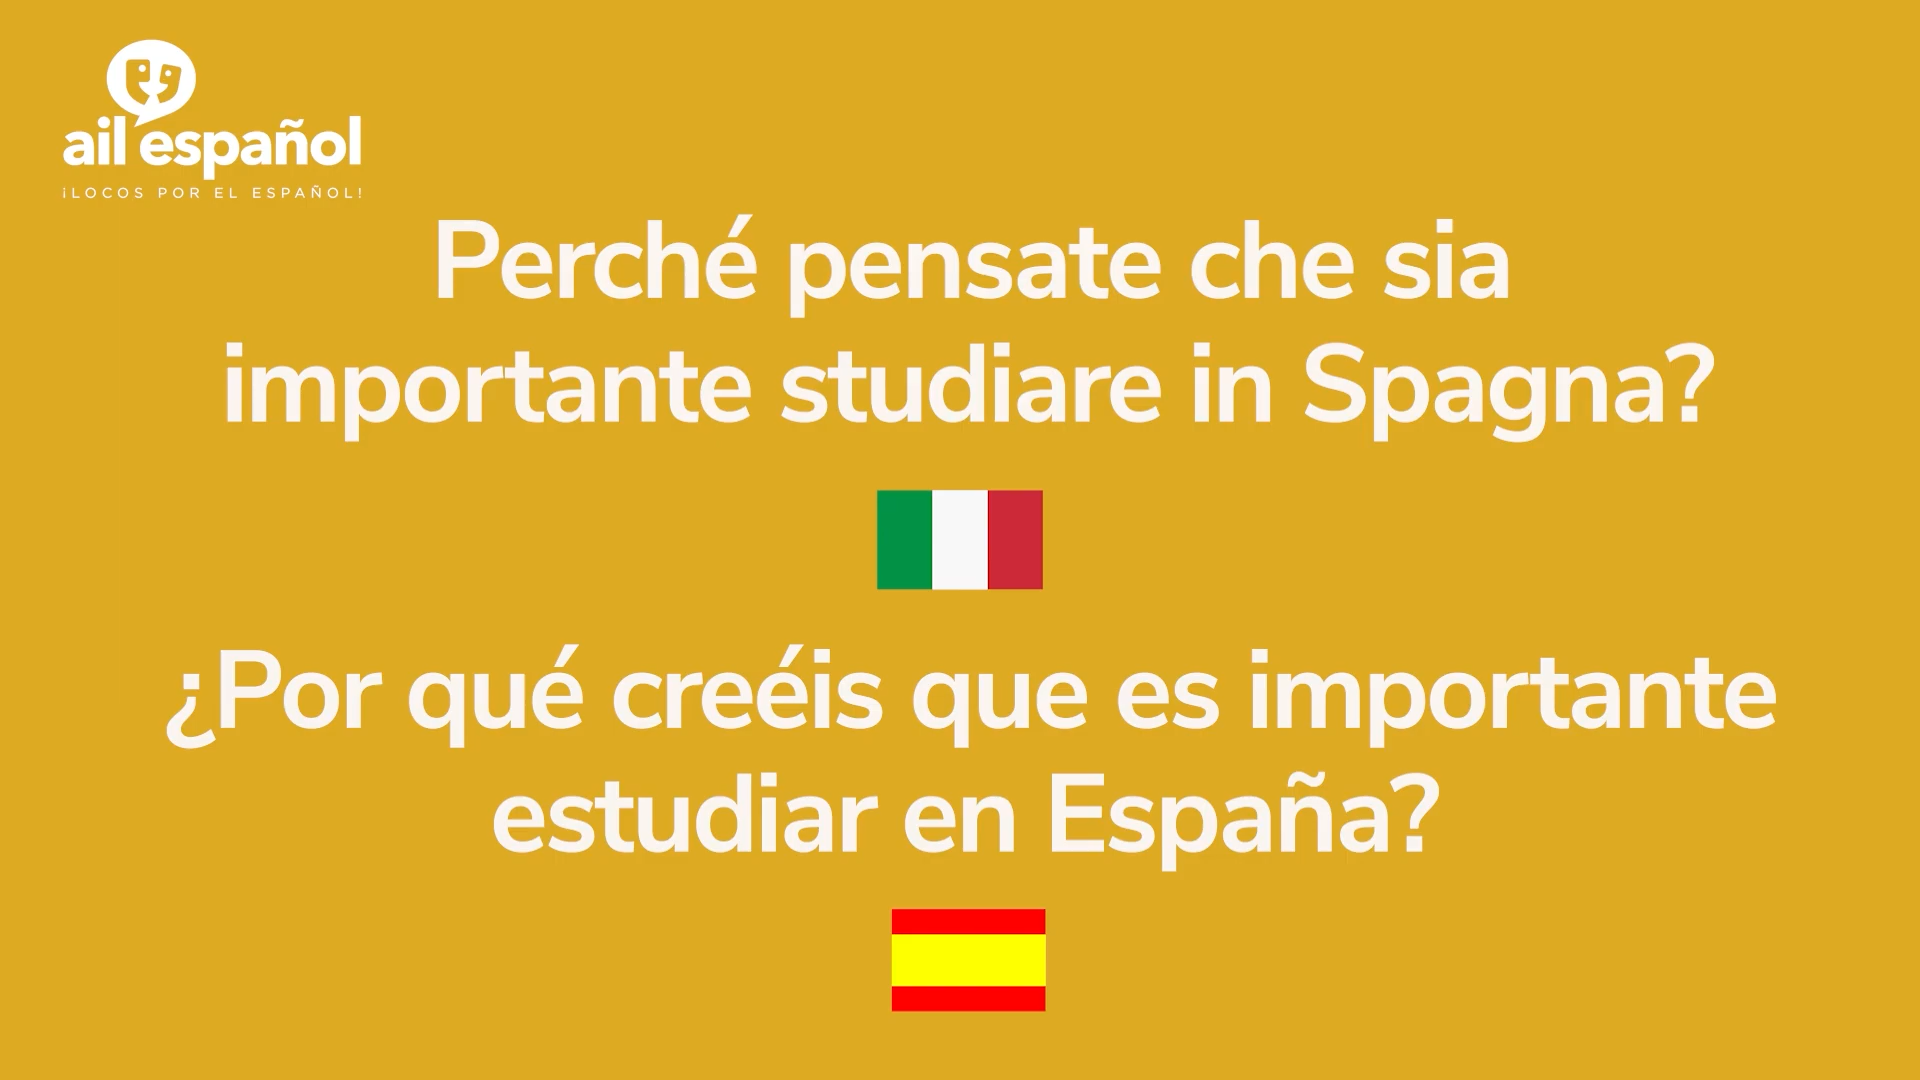 ail español
¡LOCOS POR EL ESPAÑOL!
Perché pensate che sia
importante studiare in Spagna?
¿Por qué creéis que es importante
estudiar en España?